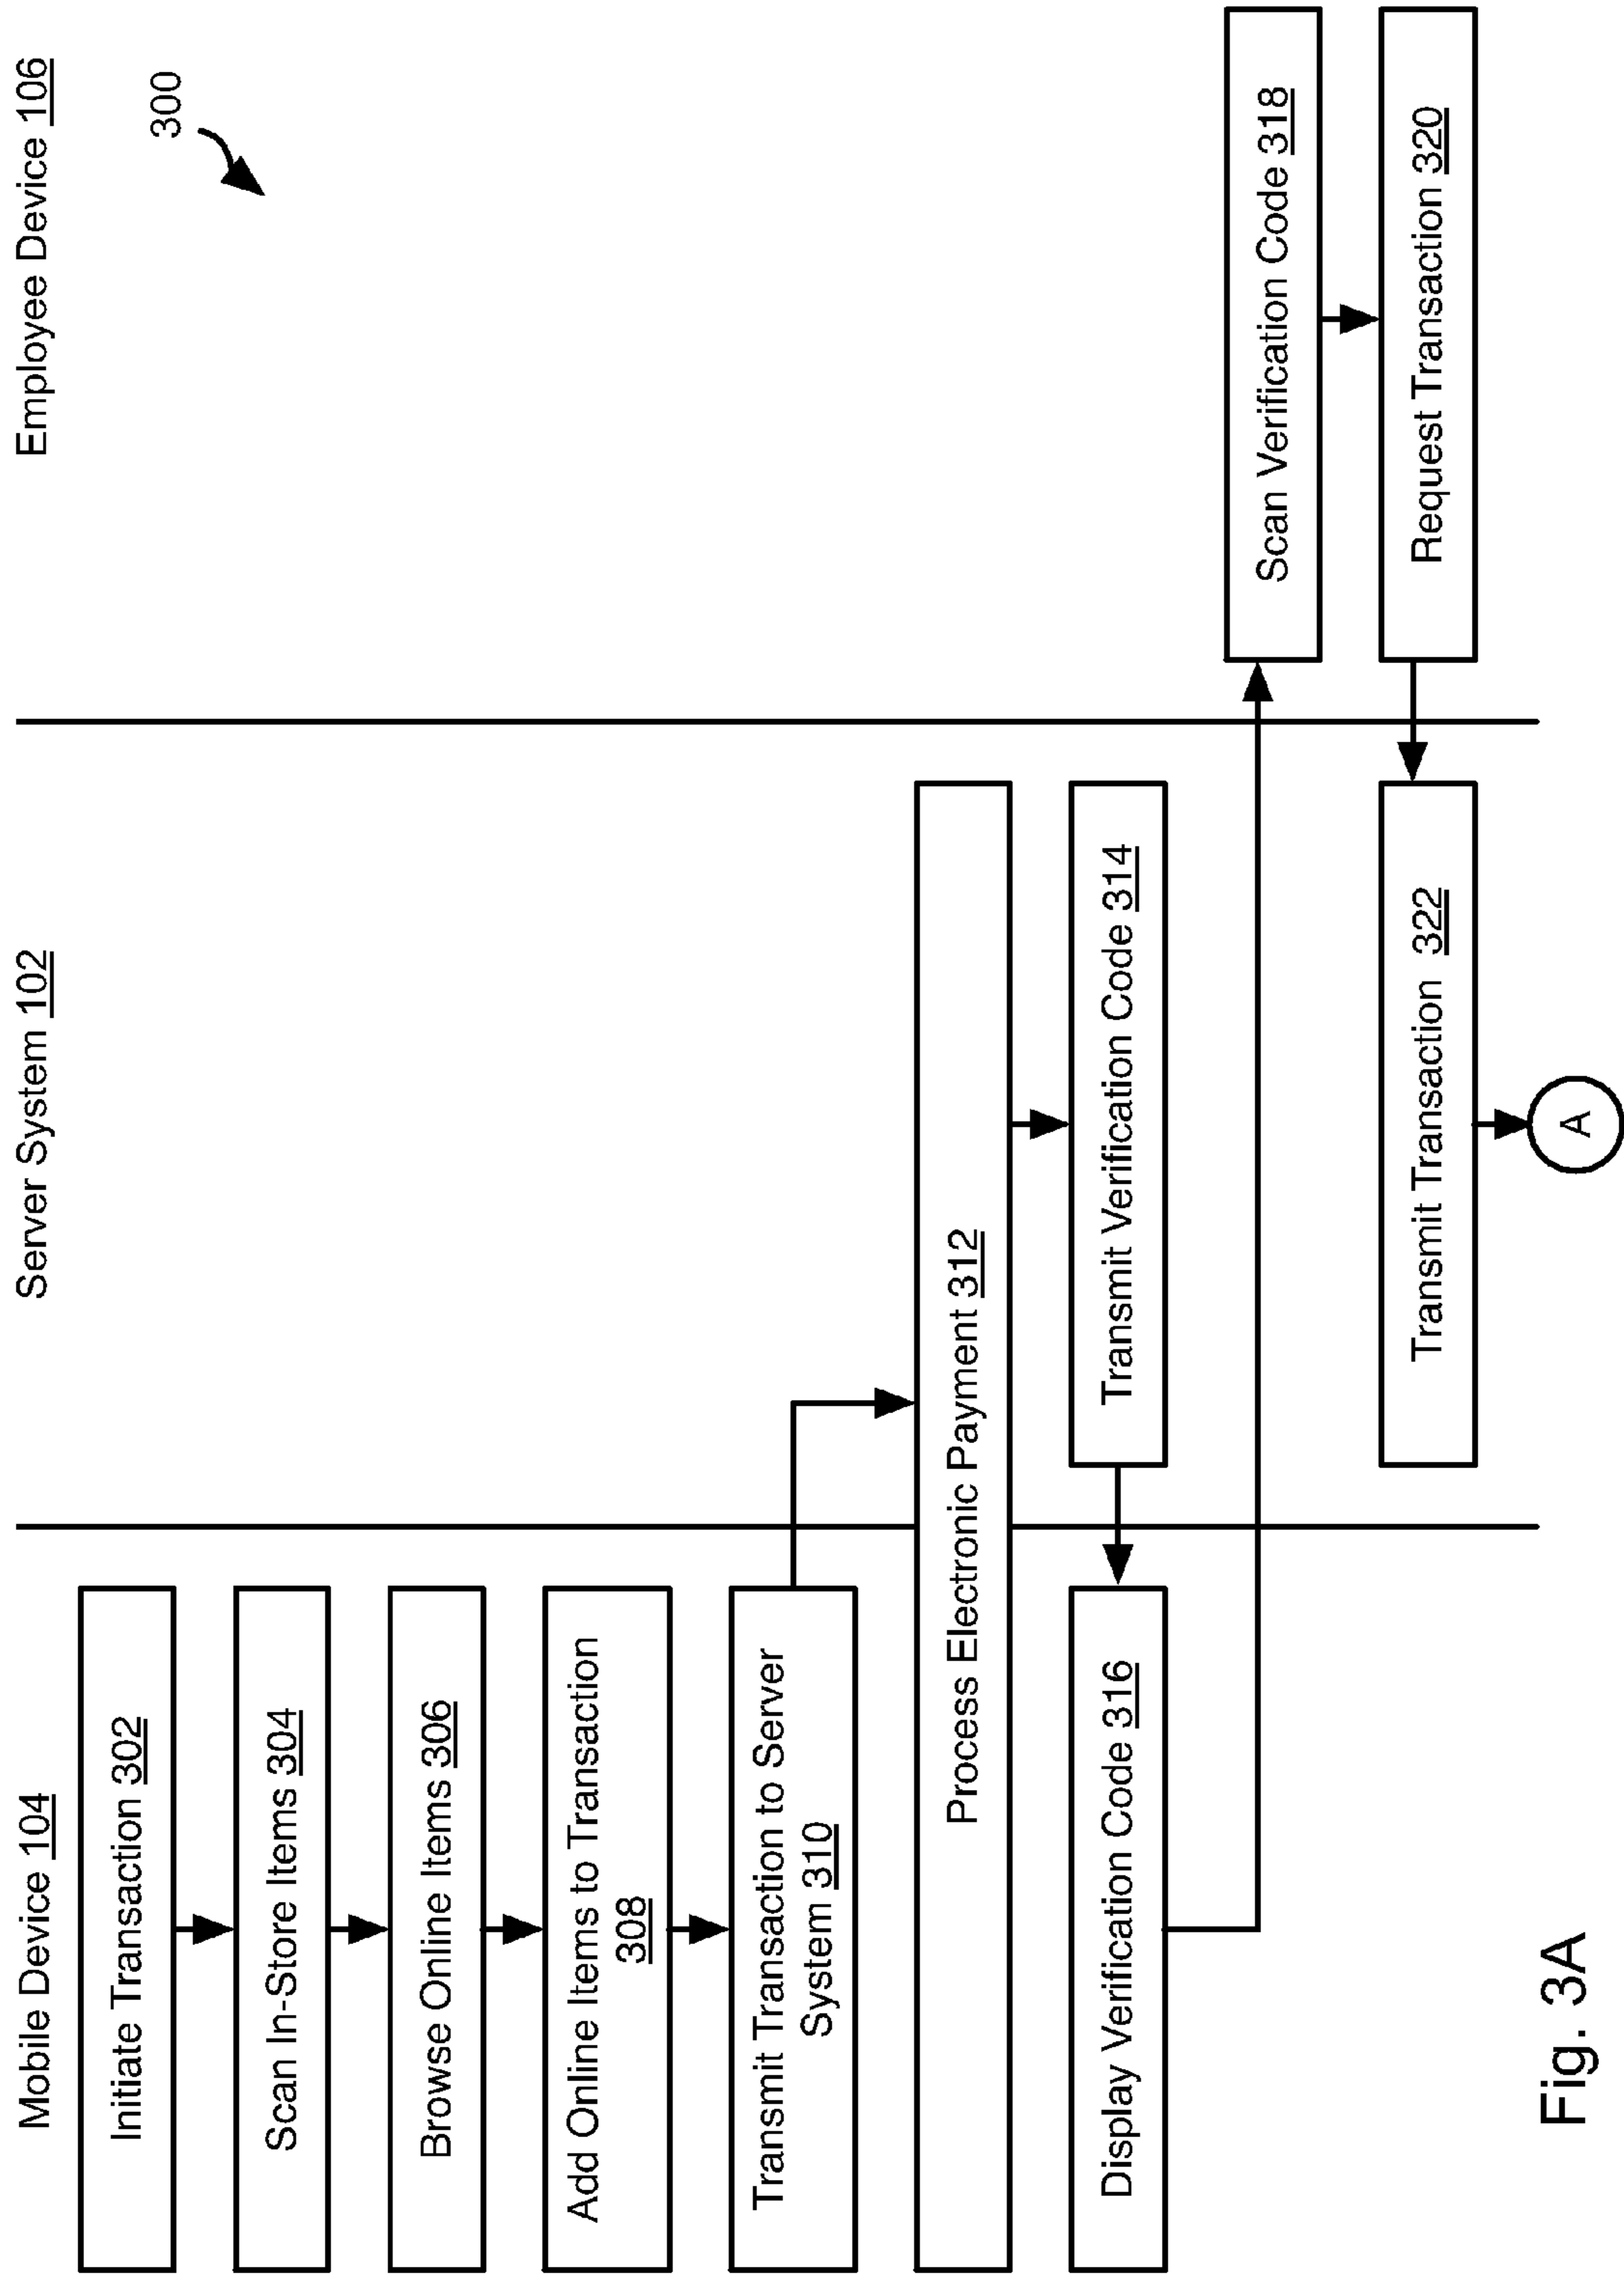 Mobile Device 104
Server System 102
Employee Device 106
300
Initiate Transaction 302
Scan In-Store Items 304
Browse Online Items 306
Add Online Items to Transaction
308
Transmit Transaction to Server
System 310
Process Electronic Payment 312
Display Verification Code 316
Transmit Verification Code 314
Scan Verification Code 318
Transmit Transaction 322
Request Transaction 320
A
Fig. 3A